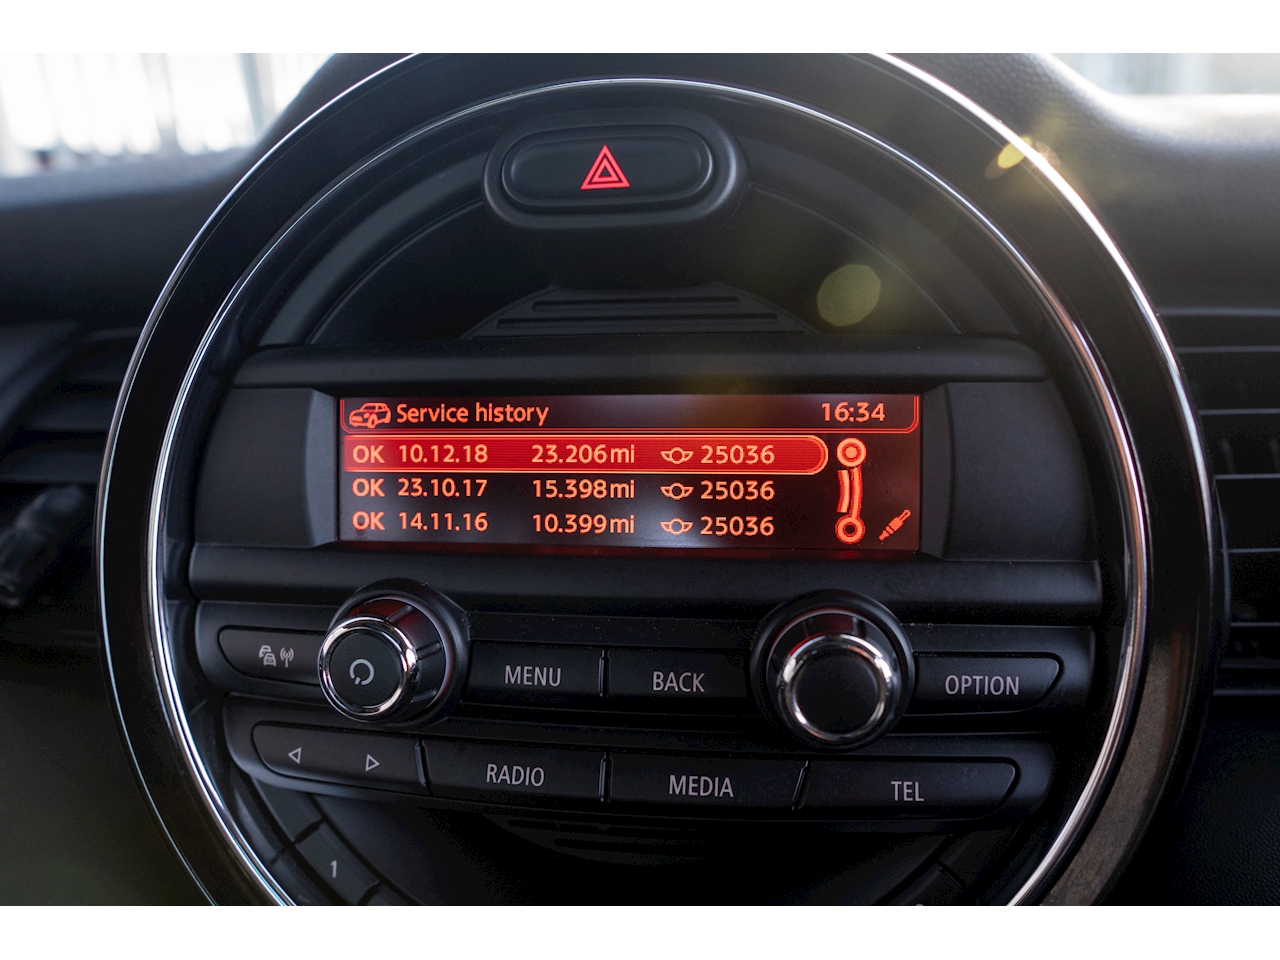 Service history 16:34
OK 10.12.18 23.206mi 25036
OK 23.10.17 15.398mi 25036
OK 14.11.16 10.399mi 25036
MENU BACK OPTION
RADIO MEDIA TEL
1